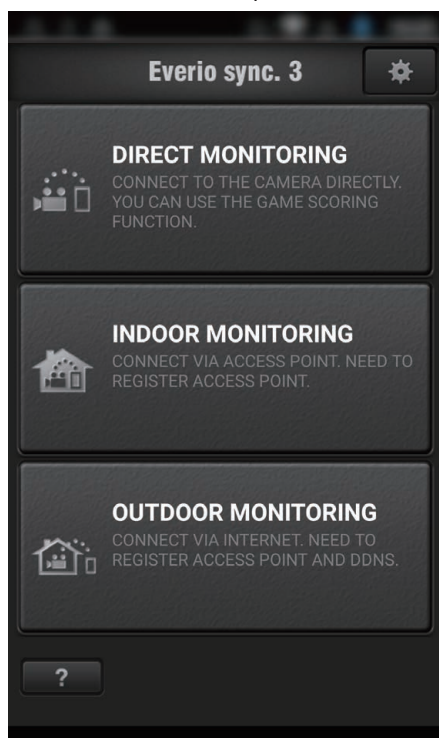 Everio sync. 3
DIRECT MONITORING
CONNECT TO THE CAMERA DIRECTLY.
YOU CAN USE THE GAME SCORING
FUNCTION.
INDOOR MONITORING
CONNECT VIA ACCESS POINT. NEED TO
REGISTER ACCESS POINT.
OUTDOOR MONITORING
CONNECT VIA INTERNET. NEED TO
REGISTER ACCESS POINT AND DDNS.
?